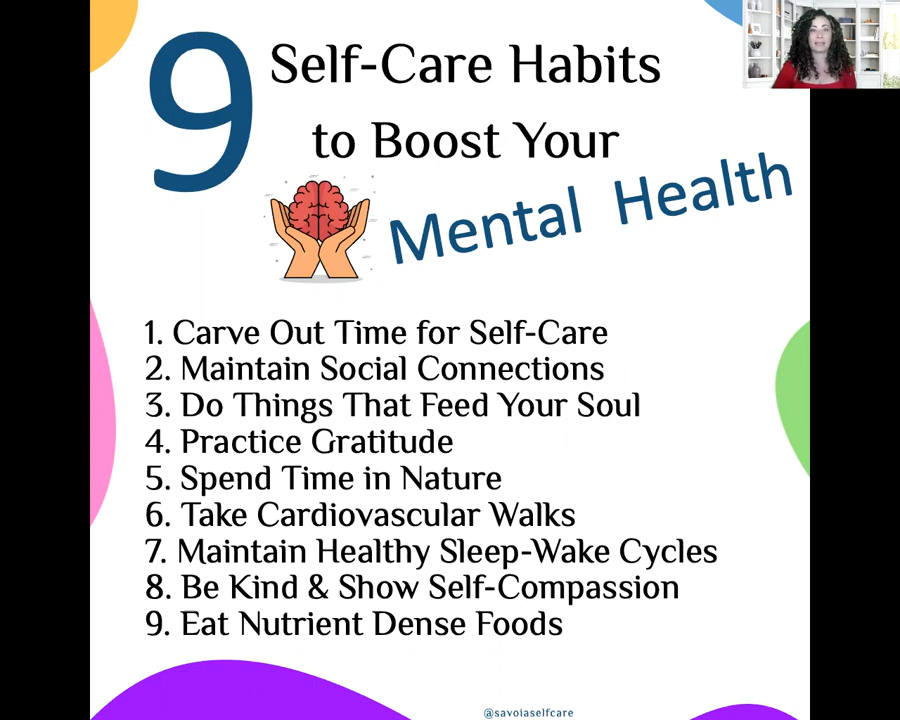 9
Self-Care Habits
to Boost Your
Mental Health
1. Carve Out Time for Self-Care
2. Maintain Social Connections
3. Do Things That Feed Your Soul
4. Practice Gratitude
5. Spend Time in Nature
6. Take Cardiovascular Walks
7. Maintain Healthy Sleep-Wake Cycles
8. Be Kind & Show Self-Compassion
9. Eat Nutrient Dense Foods
@savoiaselfcare